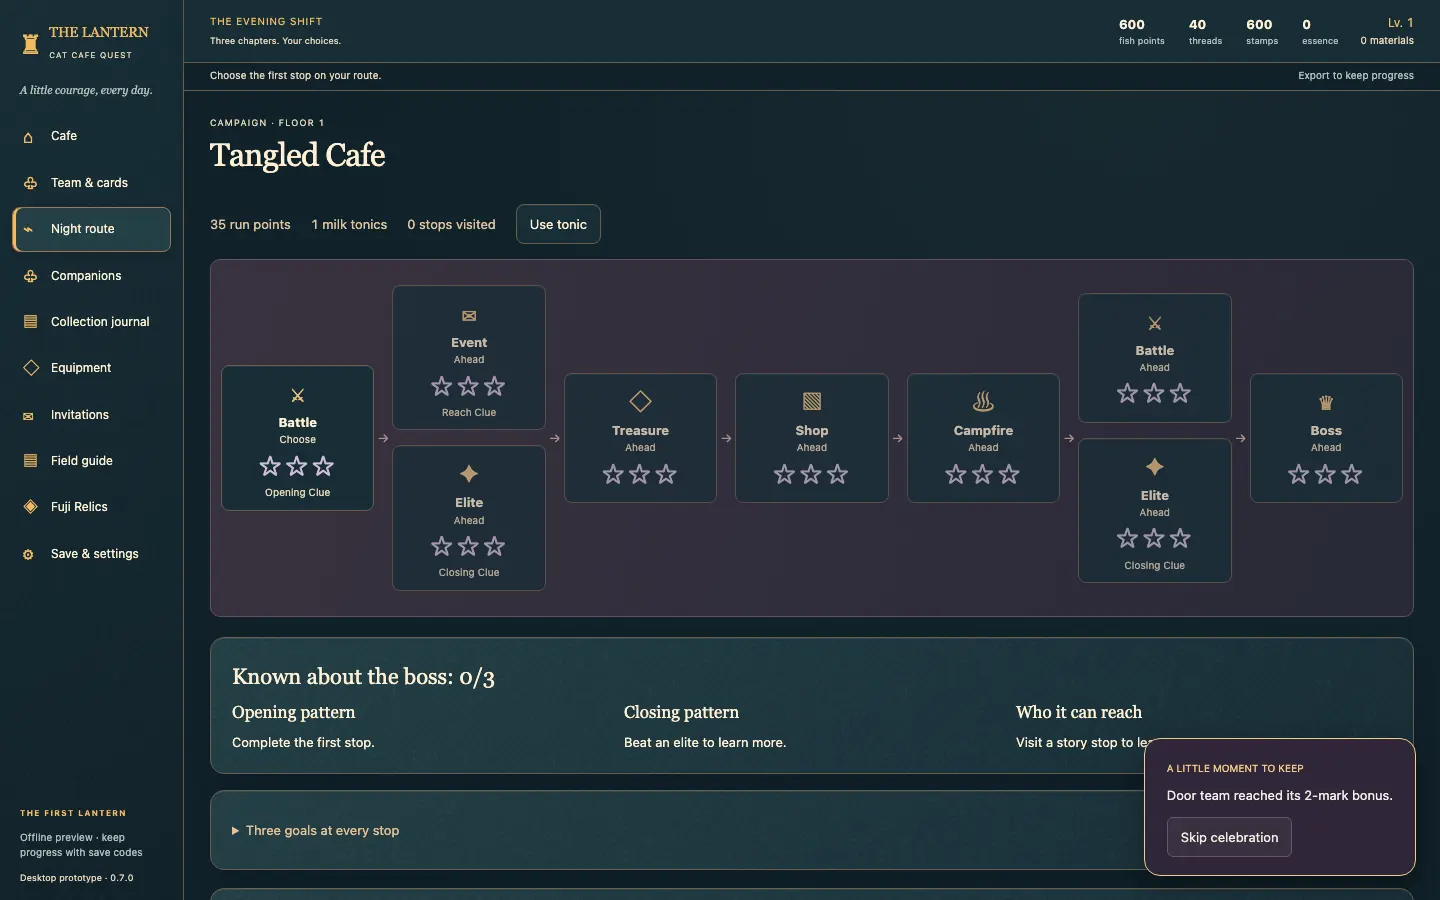 THE LANTERN
CAT CAFE QUEST
A little courage, every day.
Cafe
Team & cards
Night route
Companions
Collection journal
Equipment
Invitations
Field guide
Fuji Relics
Save & settings
THE FIRST LANTERN
Offline preview · keep
progress with save codes
Desktop prototype · 0.7.0
THE EVENING SHIFT
Three chapters. Your choices.
600
fish points
40
threads
600
stamps
0
essence
Lv. 1
0 materials
Choose the first stop on your route.
Export to keep progress
CAMPAIGN · FLOOR 1
Tangled Cafe
35 run points
1 milk tonics
0 stops visited
Use tonic
Battle
Choose
Opening Clue
Event
Ahead
Reach Clue
Elite
Ahead
Closing Clue
Treasure
Ahead
Shop
Ahead
Campfire
Ahead
Battle
Ahead
Elite
Ahead
Closing Clue
Boss
Ahead
Known about the boss: 0/3
Opening pattern
Complete the first stop.
Closing pattern
Beat an elite to learn more.
Who it can reach
Visit a story stop to
Three goals at every stop
A LITTLE MOMENT TO KEEP
Door team reached its 2-mark bonus.
Skip celebration